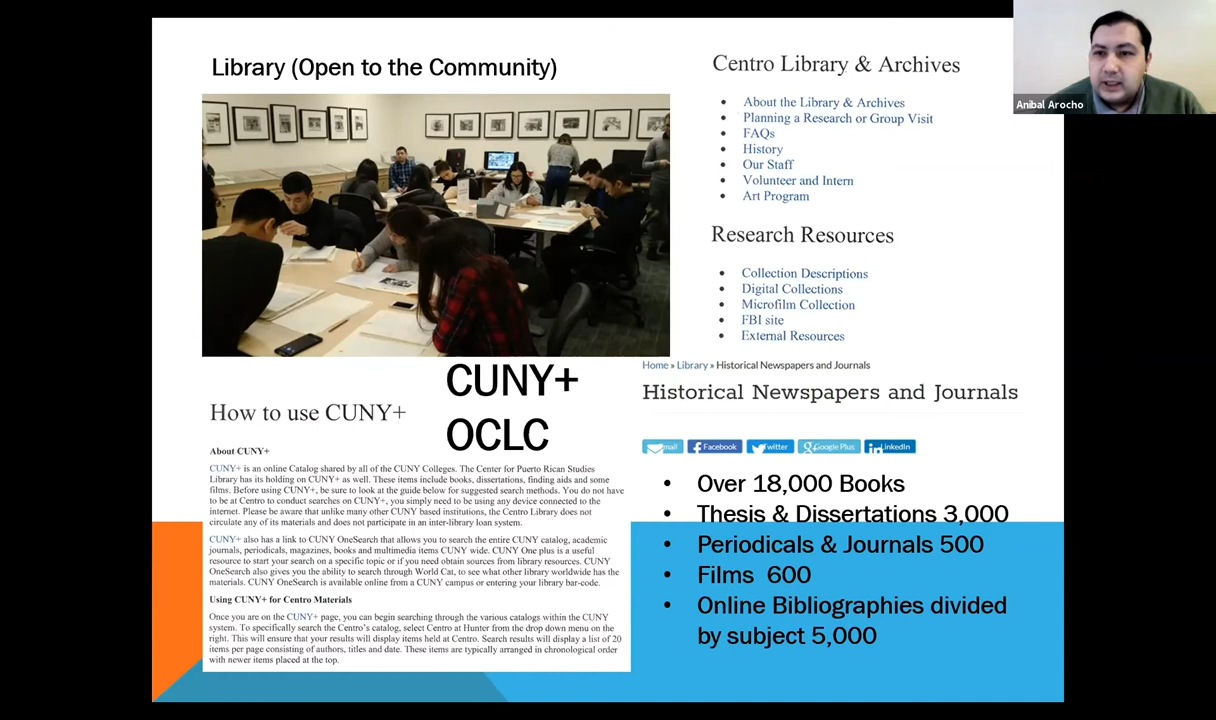 Library (Open to the Community)
Centro Library & Archives
• About the Library & Archives
• Planning a Research or Group Visit
• FAQs
• History
• Our Staff
• Volunteer and Intern
• Art Program
Research Resources
• Collection Descriptions
• Digital Collections
• Microfilm Collection
• FBI site
• External Resources
Anibal Arocho
CUNY+
OCLC
How to use CUNY+
About CUNY+
CUNY+ is an online Catalog shared by all of the CUNY Colleges. The Center for Puerto Rican Studies
Library has its holding on CUNY+ as well. These items include books, dissertations, finding aids and some
films. Before using CUNY+, be sure to look at the guide below for suggested search methods. You do not have
to be at Centro to conduct searches on CUNY+, you simply need to be using any device connected to the
internet. Please be aware that unlike many other CUNY based institutions, the Centro Library does not
circulate any of its materials and does not participate in an inter-library loan system.
CUNY+ also has a link to CUNY OneSearch that allows you to search the entire CUNY catalog, academic
journals, periodicals, magazines, books and multimedia items CUNY wide. CUNY One plus is a useful
resource to start your search on a specific topic or if you need obtain sources from library resources. CUNY
OneSearch also gives you the ability to search through World Cat, to see what other library worldwide has the
materials. CUNY OneSearch is available online from a CUNY campus or entering your library bar-code.
Using CUNY+ for Centro Materials
Once you are on the CUNY+ page, you can begin searching through the various catalogs within the CUNY
system. To specifically search the Centro's catalog, select Centro at Hunter from the drop down menu on the
right. This will ensure that your results will display items held at Centro. Search results will display a list of 20
items per page consisting of authors, titles and date. These items are typically arranged in chronological order
with newer items placed at the top.
Home » Library » Historical Newspapers and Journals
Historical Newspapers and Journals
mail Facebook Twitter Google Plus LinkedIn
• Over 18,000 Books
• Thesis & Dissertations 3,000
• Periodicals & Journals 500
• Films 600
• Online Bibliographies divided
by subject 5,000